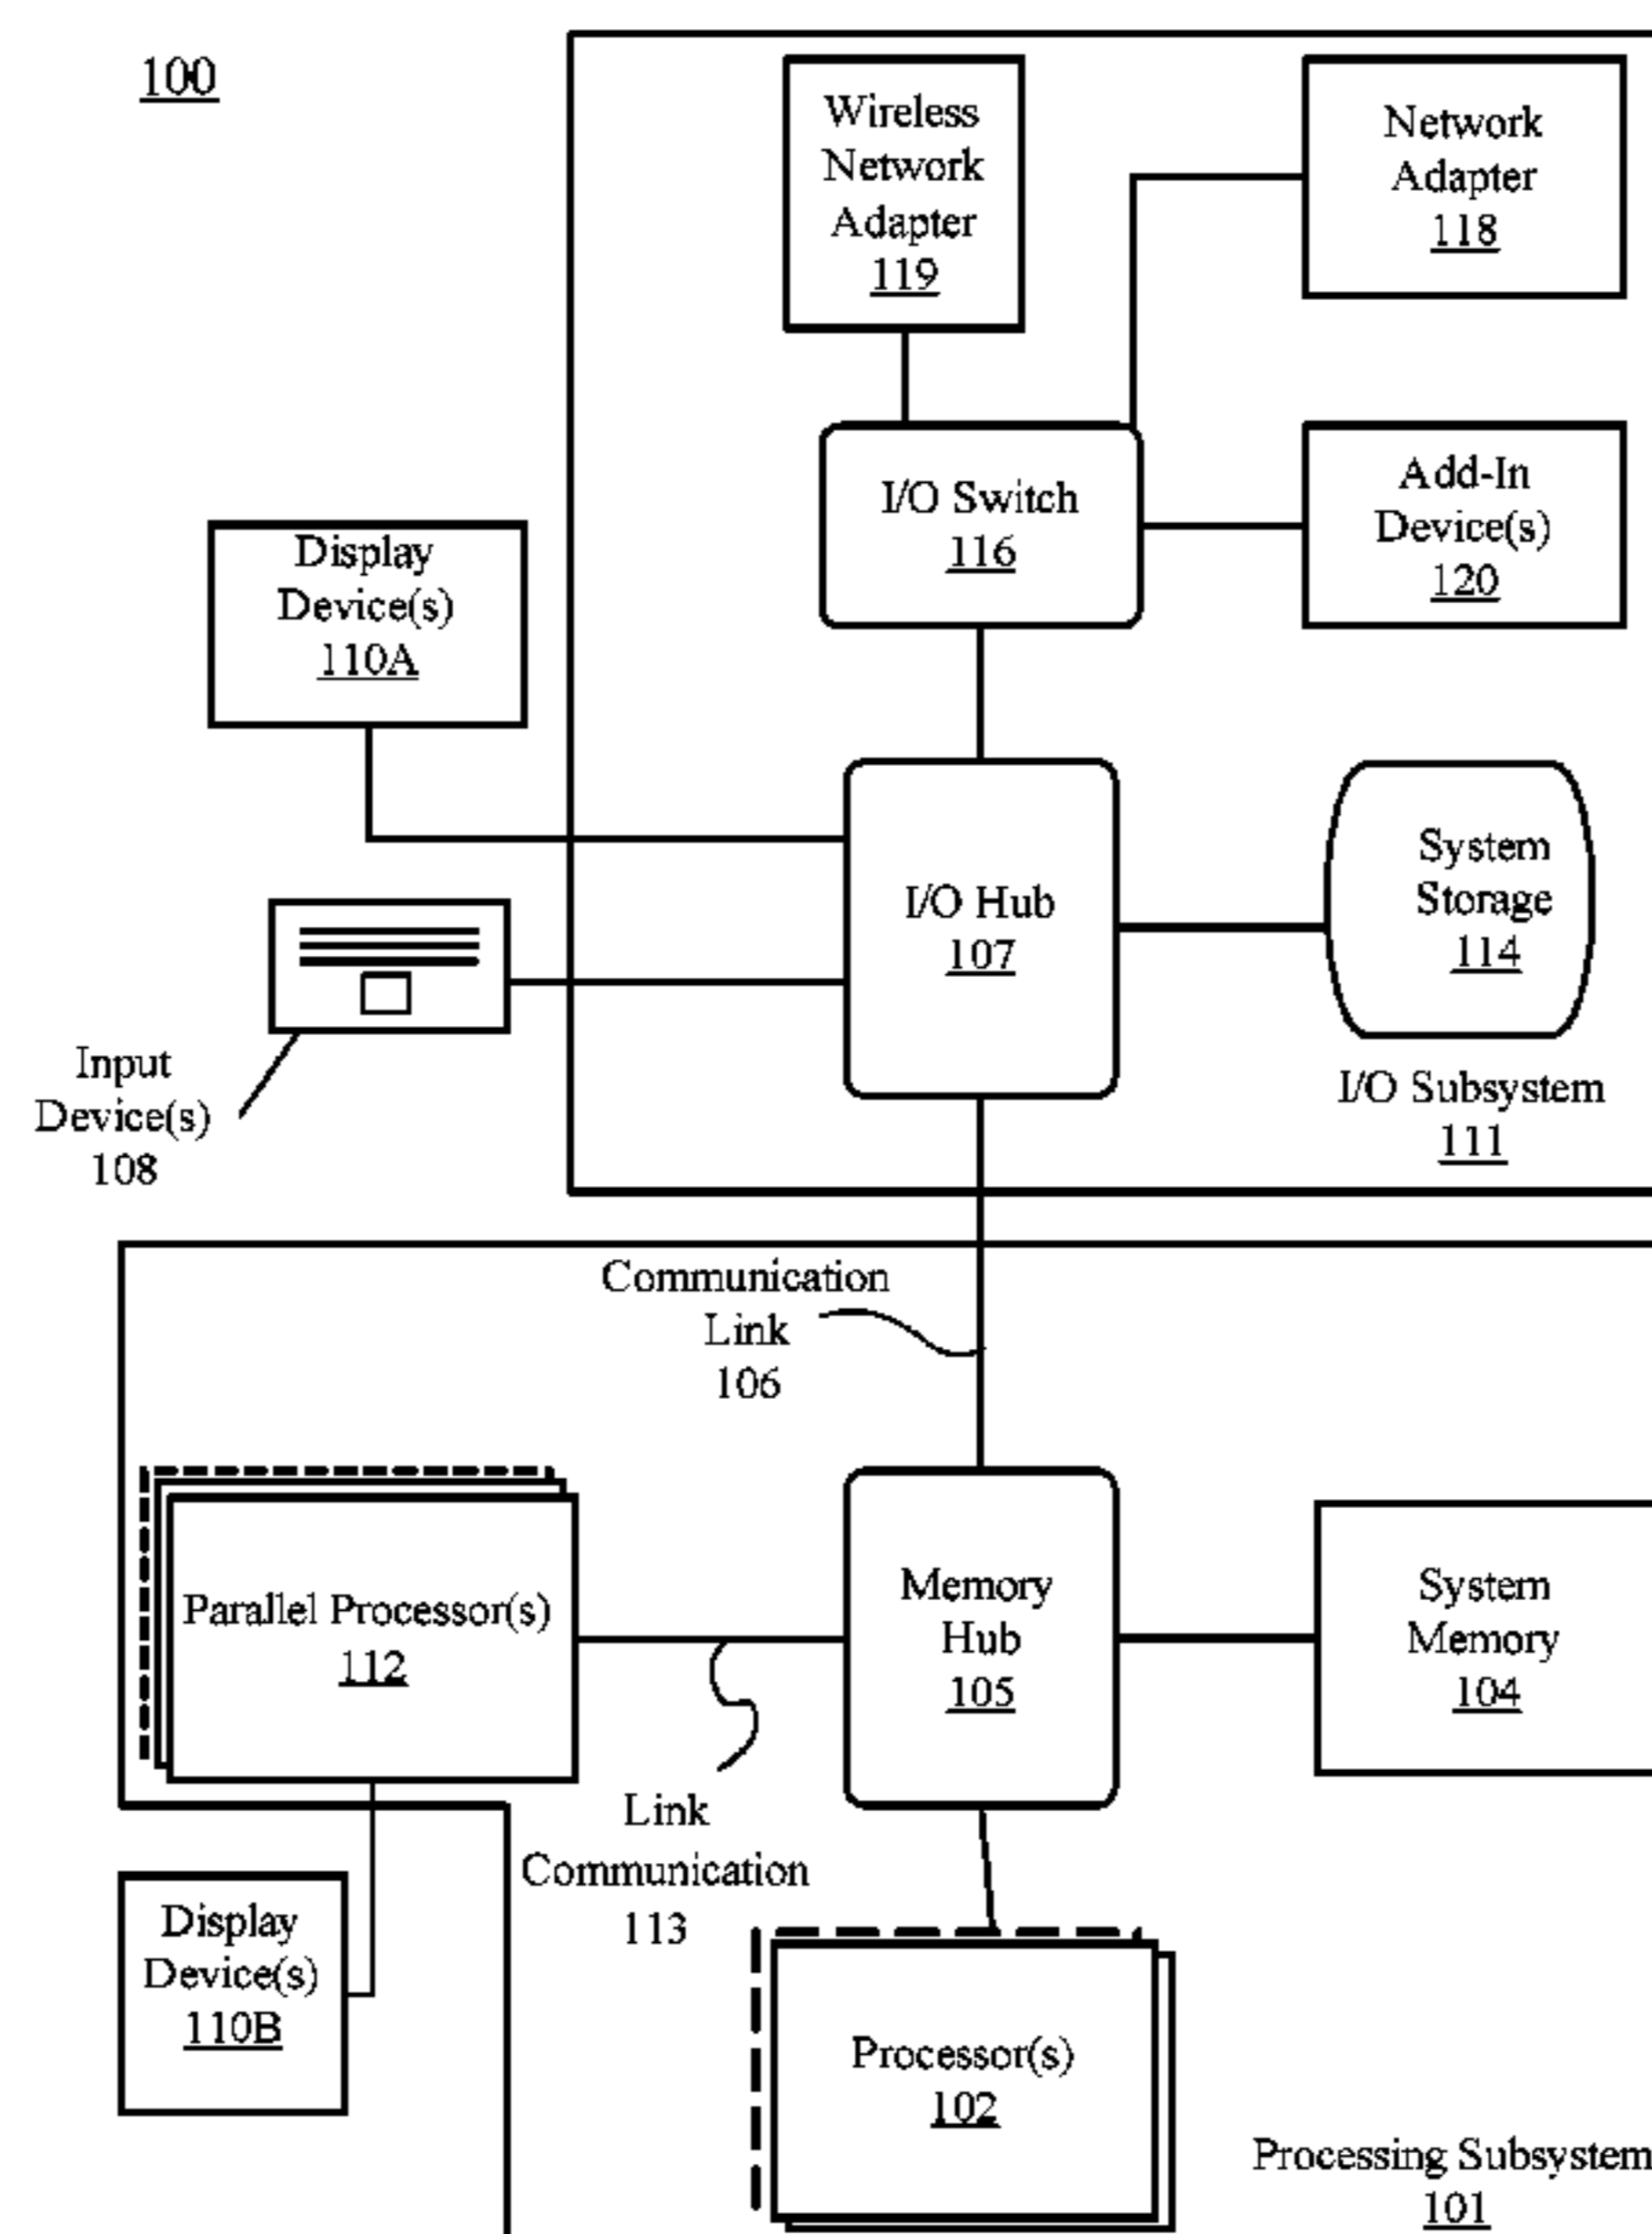 100
Wireless
Network
Adapter
119
Network
Adapter
118
I/O Switch
116
Add-In
Device(s)
120
Display
Device(s)
110A
I/O Hub
107
System
Storage
114
Input
Device(s)
108
I/O Subsystem
111
Communication
Link
106
Parallel Processor(s)
112
Memory
Hub
105
System
Memory
104
Link
Communication
113
Display
Device(s)
110B
Processor(s)
102
Processing Subsystem
101